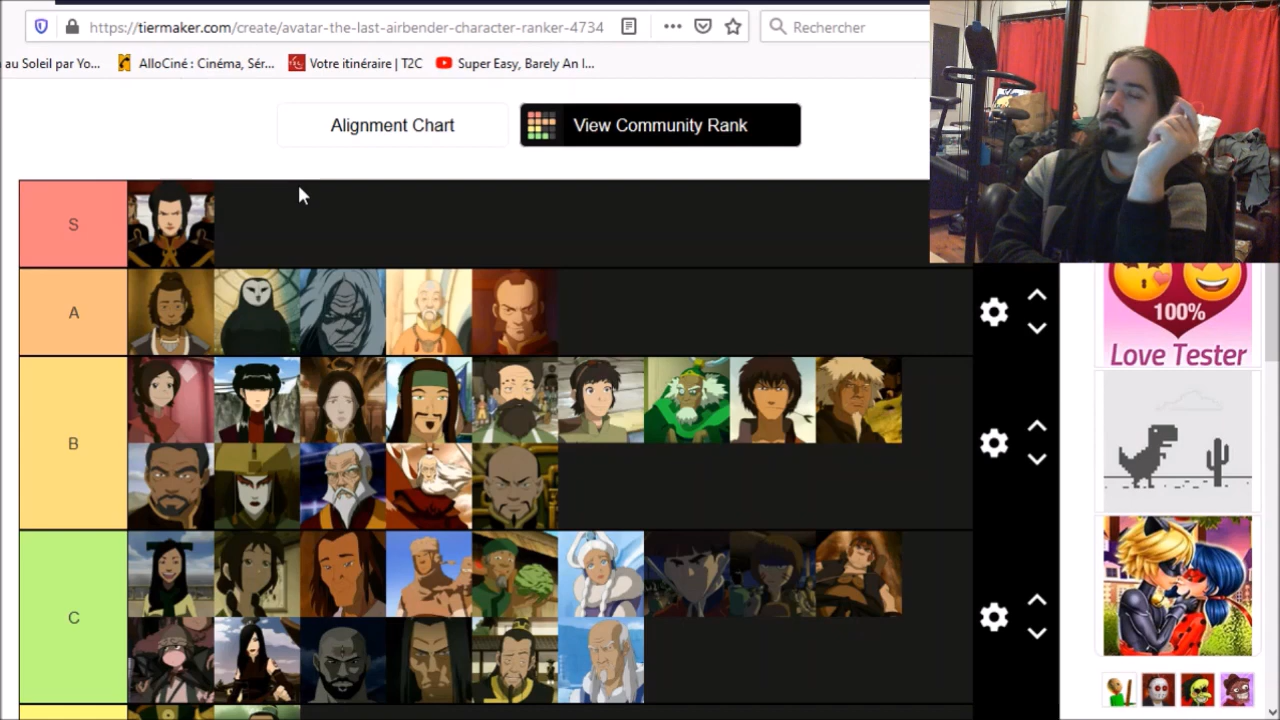 https://tiermaker.com/create/avatar-the-last-airbender-character-ranker-4734
Rechercher
au Soleil par Yo...
AlloCiné : Cinéma, Sér...
Votre itinéraire | T2C
Super Easy, Barely An I...
Alignment Chart
View Community Rank
S
A
100%
Love Tester
B
C